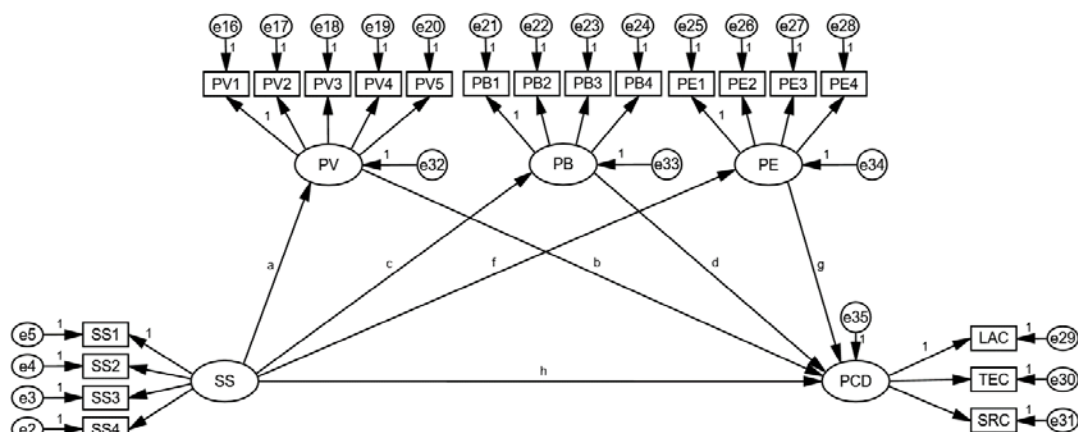 e16 e17 e18 e19 e20 e21 e22 e23 e24 e25 e26 e27 e28
1 1 1 1 1 1 1 1 1 1 1 1 1
PV1 PV2 PV3 PV4 PV5 PB1 PB2 PB3 PB4 PE1 PE2 PE3 PE4
1 1 1
PV 1 e32 PB 1 e33 PE 1 e34
a c f b d g
e35
1
e5 1 SS1 1
e4 1 SS2
e3 1 SS3
e2 1 SS4
SS h PCD
1 LAC 1 e29
TEC 1 e30
SRC 1 e31